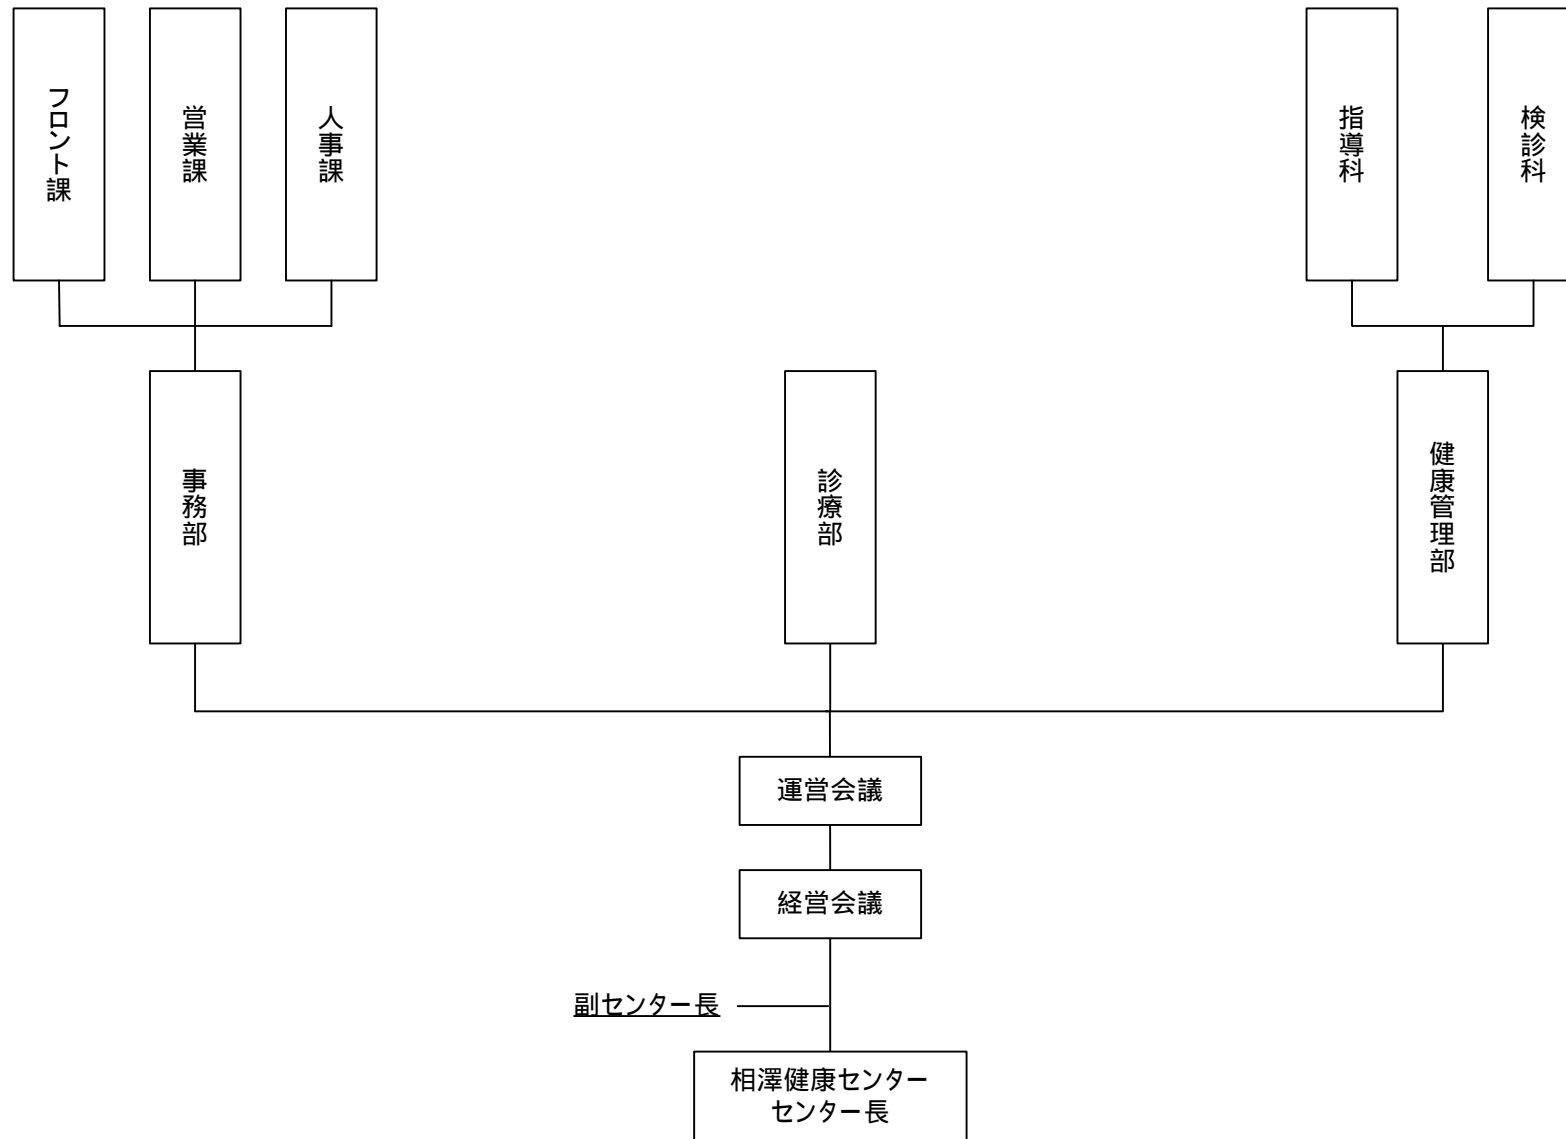 フロント課
営業課
人事課
指導科
検診科
事務部
診療部
健康管理部
運営会議
経営会議
副センター長
相澤健康センター
センター長